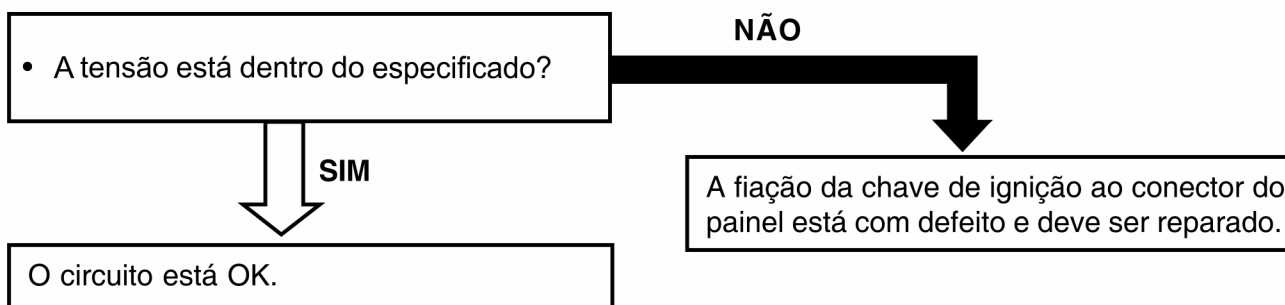 • A tensão está dentro do especificado?
NÃO
SIM
A fiação da chave de ignição ao conector do
painel está com defeito e deve ser reparado.
O circuito está OK.